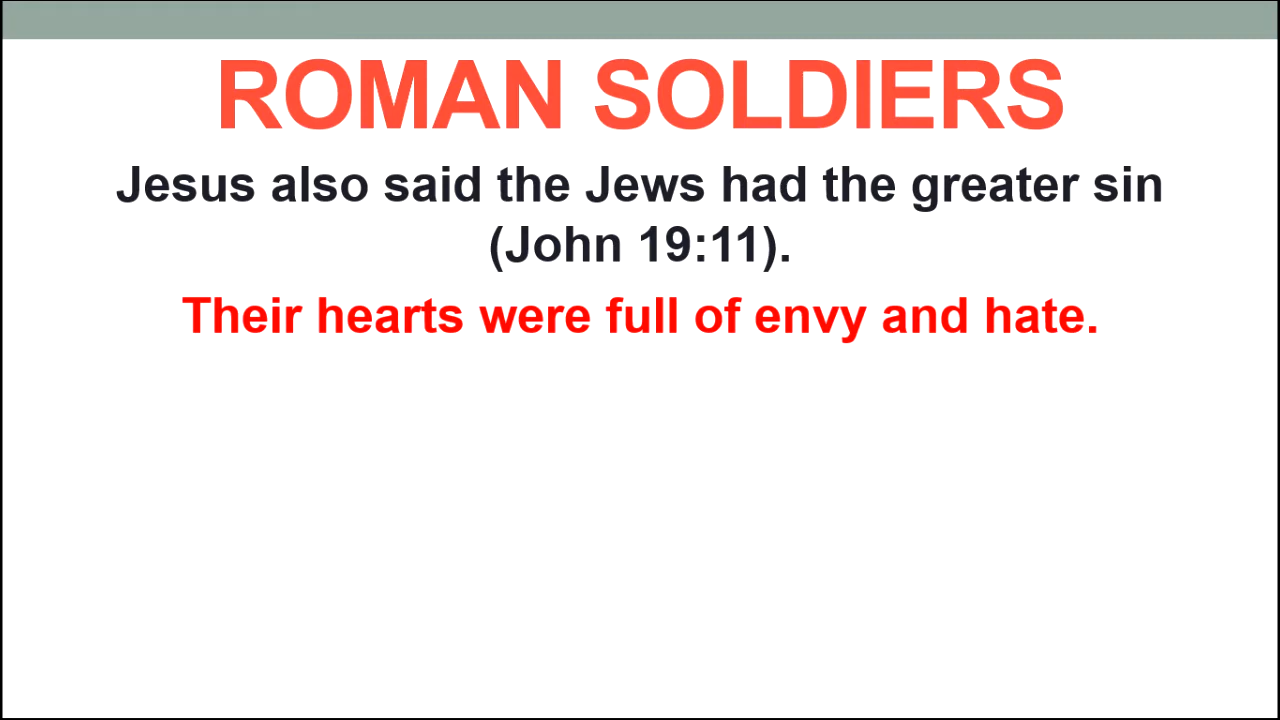 ROMAN SOLDIERS
Jesus also said the Jews had the greater sin
(John 19:11).
Their hearts were full of envy and hate.